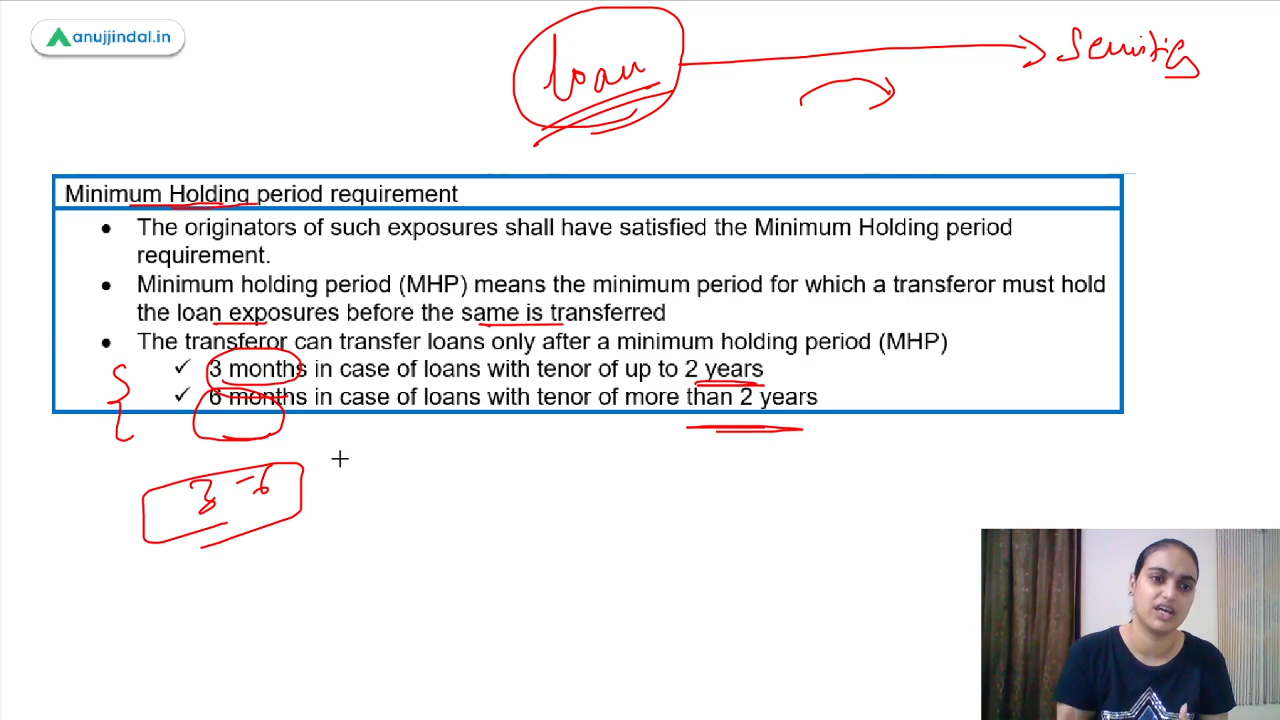 anujjindal.in
loan
Minimum Holding period requirement
• The originators of such exposures shall have satisfied the Minimum Holding period
requirement.
• Minimum holding period (MHP) means the minimum period for which a transferor must hold
the loan exposures before the same is transferred
• The transferor can transfer loans only after a minimum holding period (MHP)
✓ 3 months in case of loans with tenor of up to 2 years
✓ 6 months in case of loans with tenor of more than 2 years
3 - 6